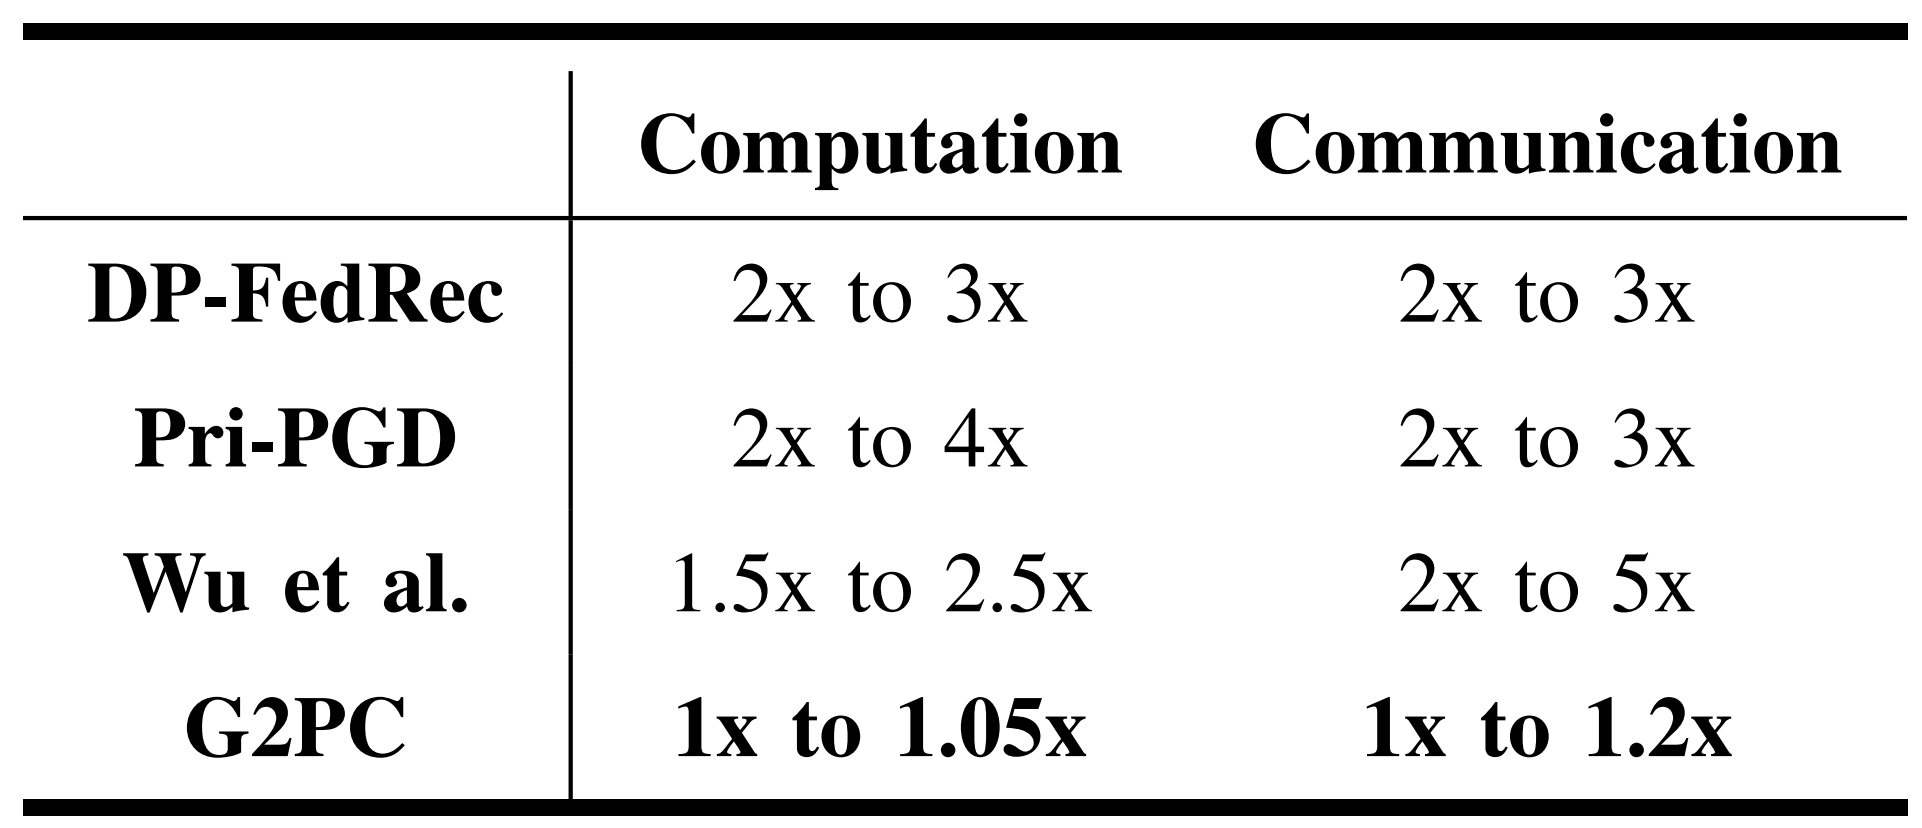 Computation Communication
DP-FedRec 2x to 3x 2x to 3x
Pri-PGD 2x to 4x 2x to 3x
Wu et al. 1.5x to 2.5x 2x to 5x
G2PC 1x to 1.05x 1x to 1.2x